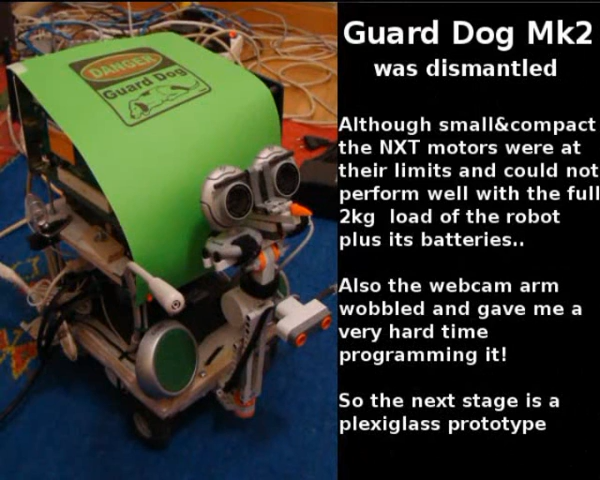 DANGER
Guard Dog
Guard Dog Mk2
was dismantled
Although small&compact
the NXT motors were at
their limits and could not
perform well with the full
2kg  load of the robot
plus its batteries..
Also the webcam arm
wobbled and gave me a
very hard time
programming it!
So the next stage is a
plexiglass prototype